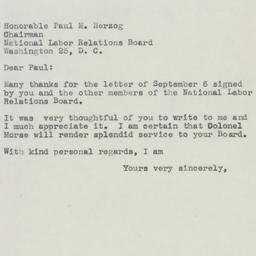 Honorable Paul M. Herzog
Chairman
National Labor Relations Board
Washington 25, D. C.
Dear Paul:
Many thanks for the letter of September 6 signed
by you and the other members of the National Labor
Relations Board.
It was very thoughtful of you to write to me and
I much appreciate it. I am certain that Colonel
Morse will render splendid service to your Board.
With kind personal regards, I am
Yours very sincerely,